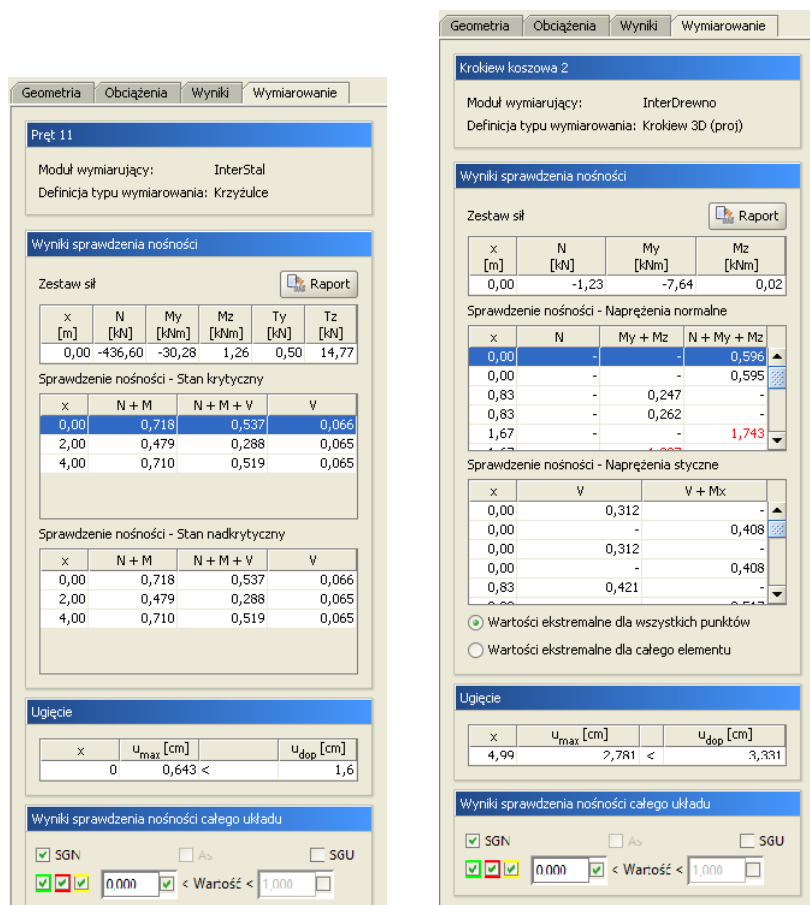 Geometria Obciążenia Wyniki Wymiarowanie
Pręt 11
Moduł wymiarujący: InterStal
Definicja typu wymiarowania: Krzyżulce
Wyniki sprawdzenia nośności
Zestaw sił Raport
x N My Mz Ty Tz
[m] [kN] [kNm] [kNm] [kN] [kN]
0,00 -436,60 -30,28 1,26 0,50 14,77
Sprawdzenie nośności - Stan krytyczny
x N + M N + M + V V
0,00 0,718 0,537 0,066
2,00 0,479 0,288 0,065
4,00 0,710 0,519 0,065
Sprawdzenie nośności - Stan nadkrytyczny
x N + M N + M + V V
0,00 0,718 0,537 0,066
2,00 0,479 0,288 0,065
4,00 0,710 0,519 0,065
Ugięcie
x umax [cm] udop [cm]
0 0,643 < 1,6
Wyniki sprawdzenia nośności całego układu
SGN As SGU
0,000 < Wartość < 1,000
Geometria Obciążenia Wyniki Wymiarowanie
Krokiew koszowa 2
Moduł wymiarujący: InterDrewno
Definicja typu wymiarowania: Krokiew 3D (proj)
Wyniki sprawdzenia nośności
Zestaw sił Raport
x N My Mz
[m] [kN] [kNm] [kNm]
0,00 -1,23 -7,64 0,02
Sprawdzenie nośności - Naprężenia normalne
x N My + Mz N + My + Mz
0,00 - - 0,596
0,00 - - 0,595
0,83 - 0,247 -
0,83 - 0,262 -
1,67 - - 1,743
Sprawdzenie nośności - Naprężenia styczne
x V V + Mx
0,00 0,312 -
0,00 - 0,408
0,00 0,312 -
0,00 - 0,408
0,83 0,421 -
Wartości ekstremalne dla wszystkich punktów
Wartości ekstremalne dla całego elementu
Ugięcie
x umax [cm] udop [cm]
4,99 2,781 < 3,331
Wyniki sprawdzenia nośności całego układu
SGN As SGU
0,000 < Wartość < 1,000